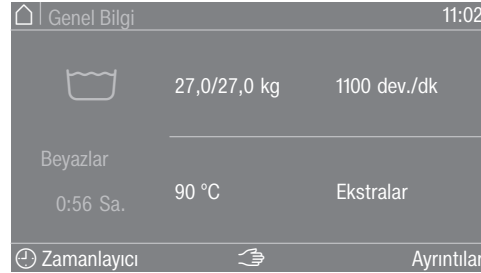 Genel Bilgi 11:02
27,0/27,0 kg 1100 dev./dk
Beyazlar
90 °C Ekstralar
0:56 Sa.
Zamanlayıcı Ayrıntılar